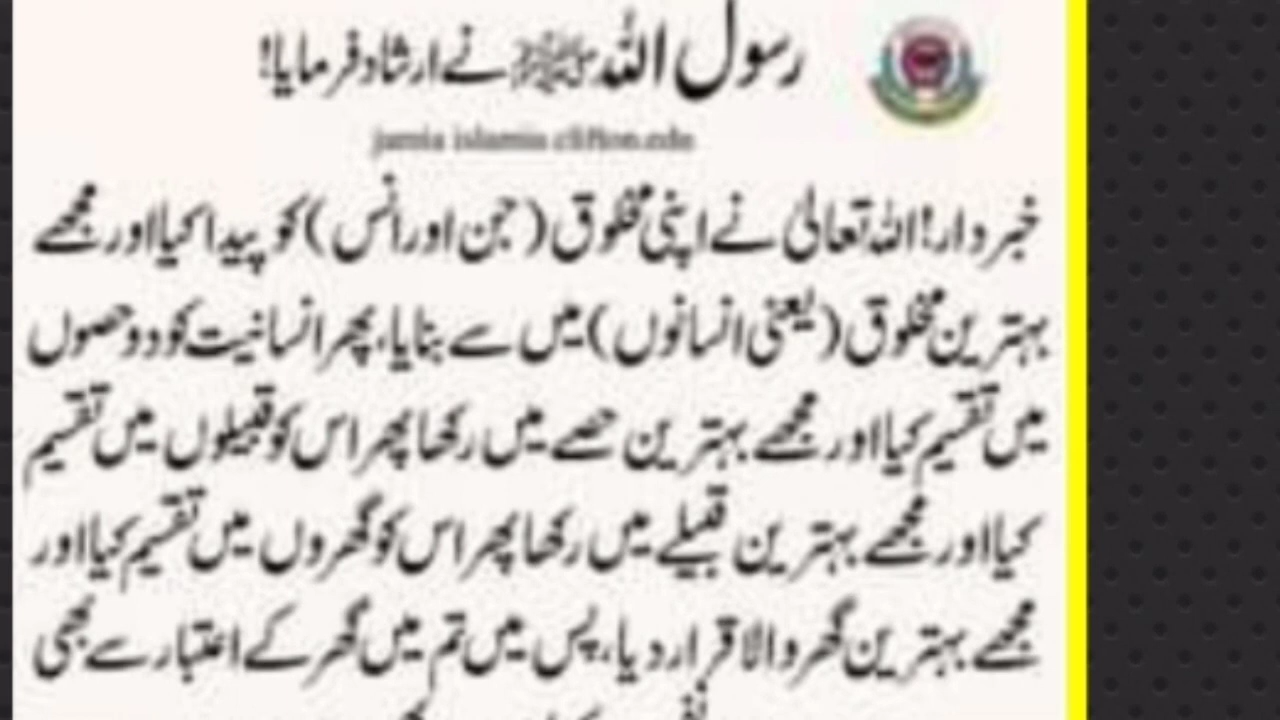 رسول اللہ ﷺ نے ارشاد فرمایا!
jamia islamia clifton.edu
خبردار! اللہ تعالیٰ نے اپنی مخلوق (جن اور انس) کو پیدا کیا اور مجھے
بہترین مخلوق (یعنی انسانوں) میں سے بنایا، پھر انسانیت کو دو حصوں
میں تقسیم کیا اور مجھے بہترین حصے میں رکھا پھر اس کو قبیلوں میں تقسیم
کیا اور مجھے بہترین قبیلے میں رکھا پھر اس کو گھروں میں تقسیم کیا اور
مجھے بہترین گھر والا قرار دیا، پس میں تم میں گھر کے اعتبار سے بھی